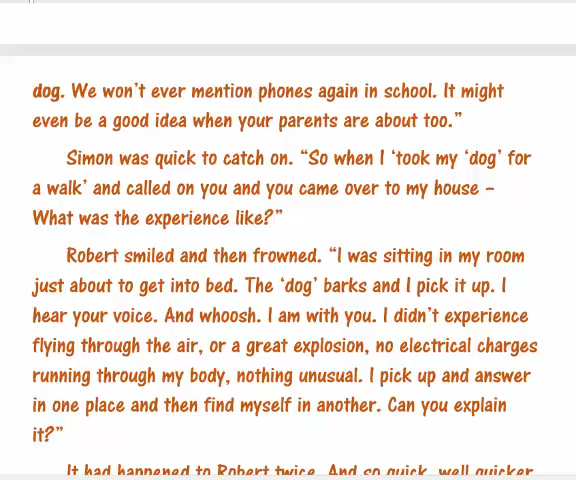 dog. We won't ever mention phones again in school. It might
even be a good idea when your parents are about too."
Simon was quick to catch on. "So when I 'took my 'dog' for
a walk' and called on you and you came over to my house –
What was the experience like?"
Robert smiled and then frowned. "I was sitting in my room
just about to get into bed. The 'dog' barks and I pick it up. I
hear your voice. And whoosh. I am with you. I didn't experience
flying through the air, or a great explosion, no electrical charges
running through my body, nothing unusual. I pick up and answer
in one place and then find myself in another. Can you explain
it?"
It had happened to Robert twice. And so quick, well quicker